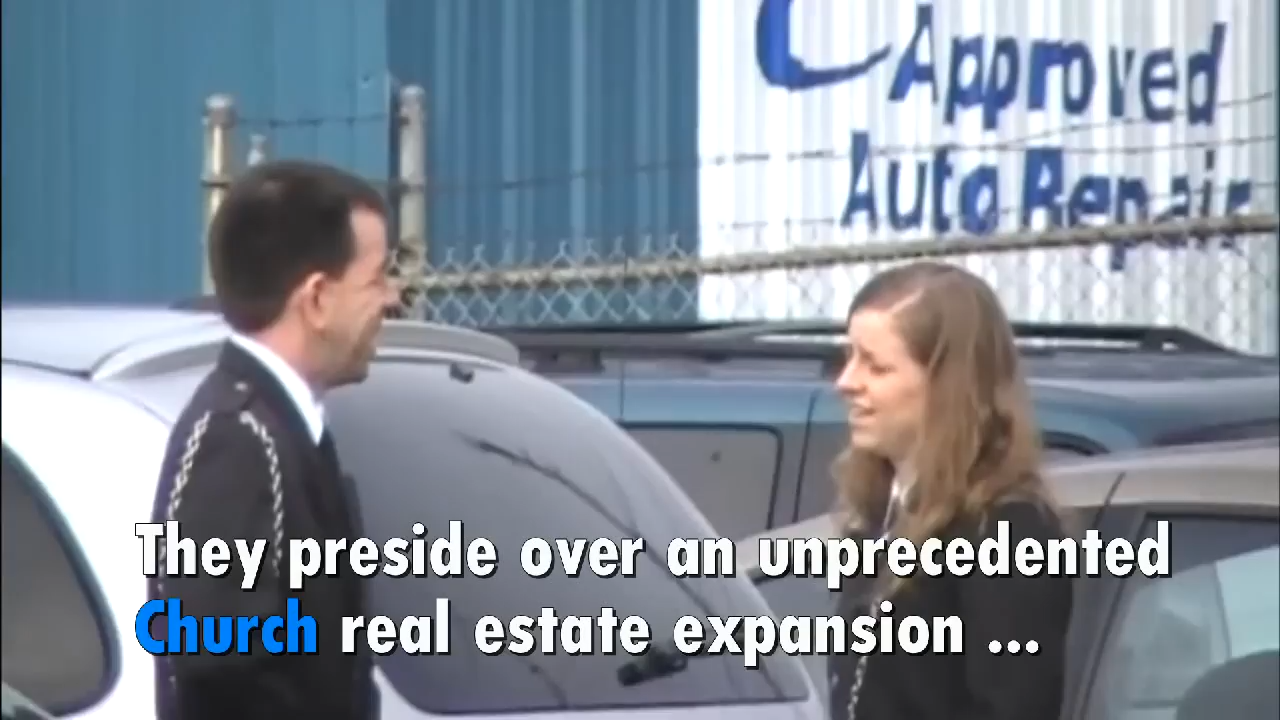 Approved
Auto Repair
They preside over an unprecedented
Church real estate expansion ...